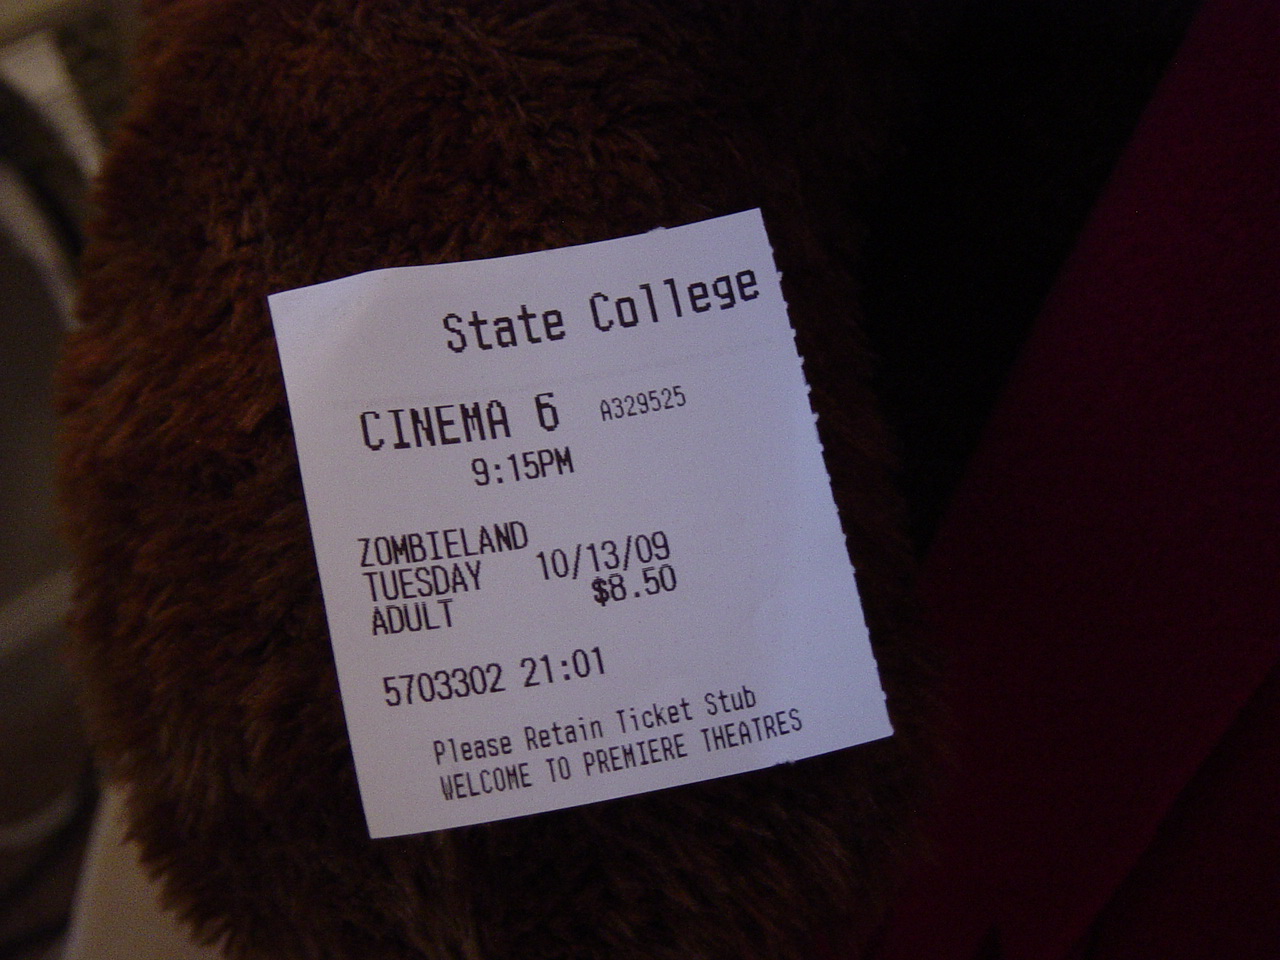 State College
CINEMA 6 A329525
9:15PM
ZOMBIELAND
TUESDAY 10/13/09
ADULT $8.50
5703302 21:01
Please Retain Ticket Stub
WELCOME TO PREMIERE THEATRES